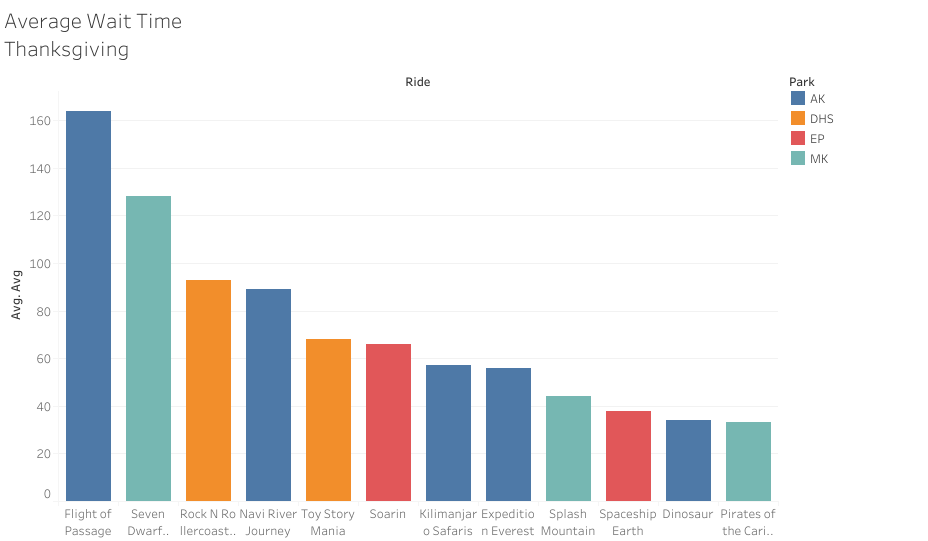 Average Wait Time
Thanksgiving
Ride
Park
AK
DHS
EP
MK
Avg. Avg
160
140
120
100
80
60
40
20
0
Flight of
Passage
Seven
Dwarf..
Rock N Ro
llercoast..
Navi River
Journey
Toy Story
Mania
Soarin
Kilimanjar
o Safaris
Expeditio
n Everest
Splash
Mountain
Spaceship
Earth
Dinosaur
Pirates of
the Cari..